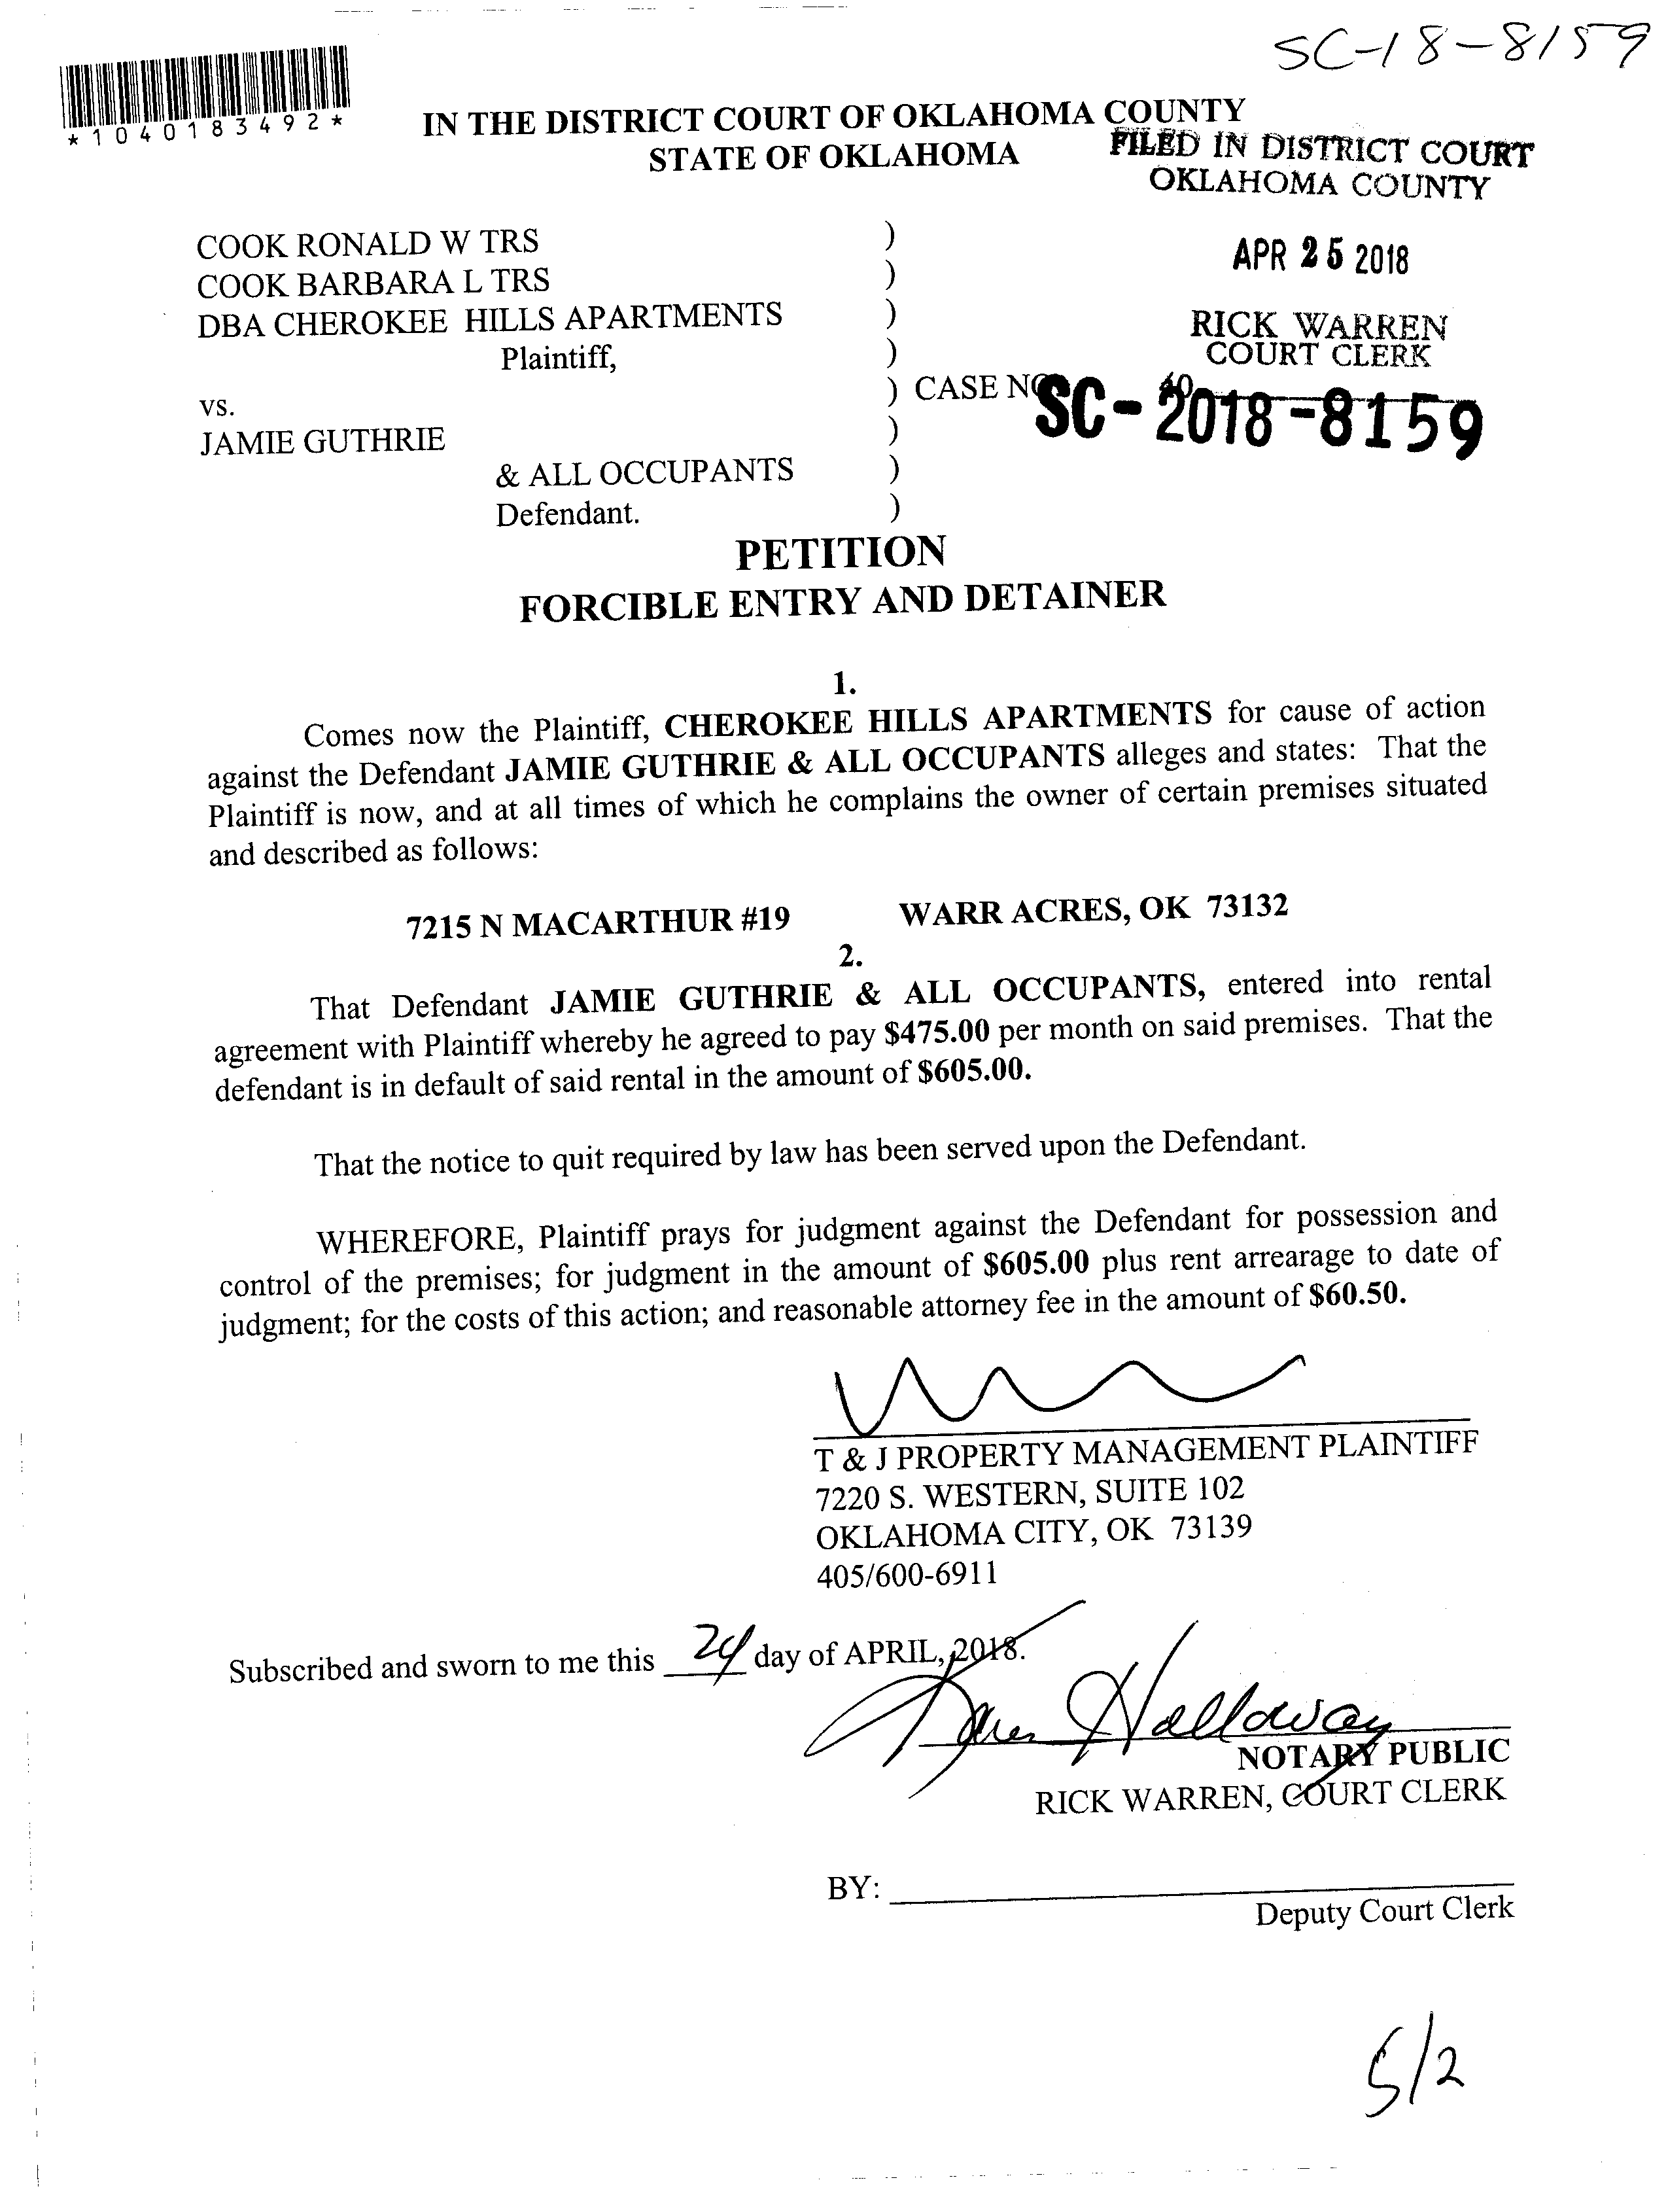 SC-18-8159
*1040183492*
IN THE DISTRICT COURT OF OKLAHOMA COUNTY
STATE OF OKLAHOMA
FILED IN DISTRICT COURT
OKLAHOMA COUNTY
COOK RONALD W TRS )
COOK BARBARA L TRS )
APR 25 2018
DBA CHEROKEE HILLS APARTMENTS )
Plaintiff, )
RICK WARREN
COURT CLERK
40
) CASE NO
SC-2018-8159
vs.
JAMIE GUTHRIE )
& ALL OCCUPANTS )
Defendant. )
PETITION
FORCIBLE ENTRY AND DETAINER
1.
Comes now the Plaintiff, CHEROKEE HILLS APARTMENTS for cause of action
against the Defendant JAMIE GUTHRIE & ALL OCCUPANTS alleges and states: That the
Plaintiff is now, and at all times of which he complains the owner of certain premises situated
and described as follows:
7215 N MACARTHUR #19 WARR ACRES, OK 73132
2.
That Defendant JAMIE GUTHRIE & ALL OCCUPANTS, entered into rental
agreement with Plaintiff whereby he agreed to pay $475.00 per month on said premises. That the
defendant is in default of said rental in the amount of $605.00.
That the notice to quit required by law has been served upon the Defendant.
WHEREFORE, Plaintiff prays for judgment against the Defendant for possession and
control of the premises; for judgment in the amount of $605.00 plus rent arrearage to date of
judgment; for the costs of this action; and reasonable attorney fee in the amount of $60.50.
T & J PROPERTY MANAGEMENT PLAINTIFF
7220 S. WESTERN, SUITE 102
OKLAHOMA CITY, OK 73139
405/600-6911
Subscribed and sworn to me this 24 day of APRIL, 2018.
Karen Holloway
NOTARY PUBLIC
RICK WARREN, COURT CLERK
BY:
Deputy Court Clerk
5/2